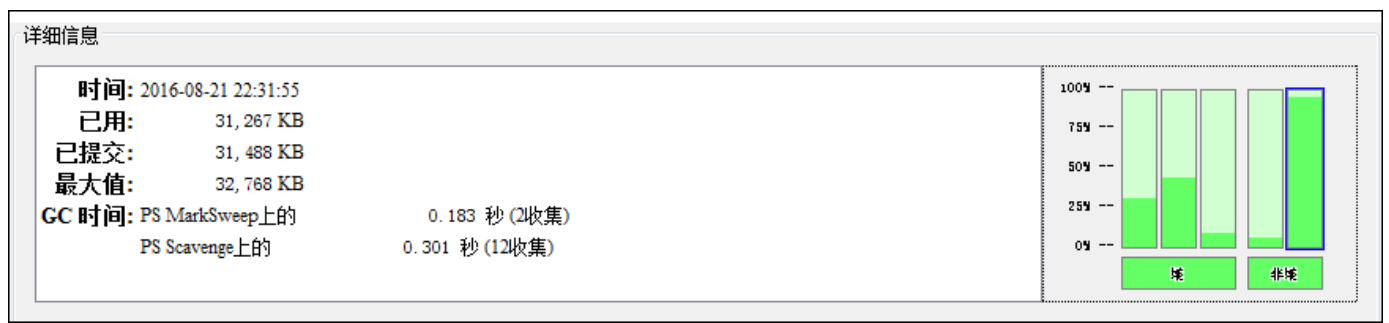 详细信息
时间: 2016-08-21 22:31:55
已用: 31,267 KB
已提交: 31,488 KB
最大值: 32,768 KB
GC 时间: PS MarkSweep上的 0.183 秒 (2收集)
PS Scavenge上的 0.301 秒 (12收集)
100% --
75% --
50% --
25% --
0% --
堆 非堆